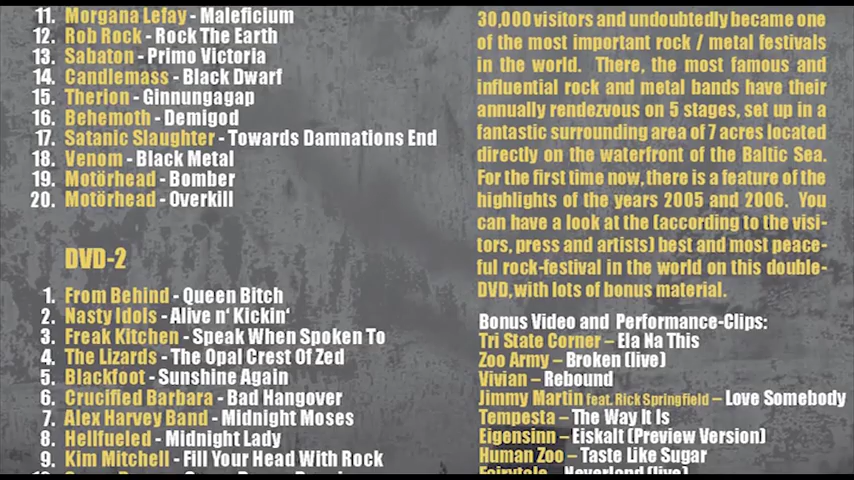 11. Morgana Lefay - Maleficium
12. Rob Rock - Rock The Earth
13. Sabaton - Primo Victoria
14. Candlemass - Black Dwarf
15. Therion - Ginnungagap
16. Behemoth - Demigod
17. Satanic Slaughter - Towards Damnations End
18. Venom - Black Metal
19. Motörhead - Bomber
20. Motörhead - Overkill
DVD-2
1. From Behind - Queen Bitch
2. Nasty Idols - Alive n' Kickin'
3. Freak Kitchen - Speak When Spoken To
4. The Lizards - The Opal Crest Of Zed
5. Blackfoot - Sunshine Again
6. Crucified Barbara - Bad Hangover
7. Alex Harvey Band - Midnight Moses
8. Hellfueled - Midnight Lady
9. Kim Mitchell - Fill Your Head With Rock
30,000 visitors and undoubtedly became one
of the most important rock / metal festivals
in the world. There, the most famous and
influential rock and metal bands have their
annually rendezvous on 5 stages, set up in a
fantastic surrounding area of 7 acres located
directly on the waterfront of the Baltic Sea.
For the first time now, there is a feature of the
highlights of the years 2005 and 2006. You
can have a look at the (according to the visi-
tors, press and artists) best and most peace-
ful rock-festival in the world on this double-
DVD, with lots of bonus material.
Bonus Video and Performance-Clips:
Tri State Corner – Ela Na This
Zoo Army – Broken (live)
Vivian – Rebound
Jimmy Martin feat. Rick Springfield – Love Somebody
Tempesta – The Way It Is
Eigensinn – Eiskalt (Preview Version)
Human Zoo – Taste Like Sugar
Fairytale – Neverland (live)